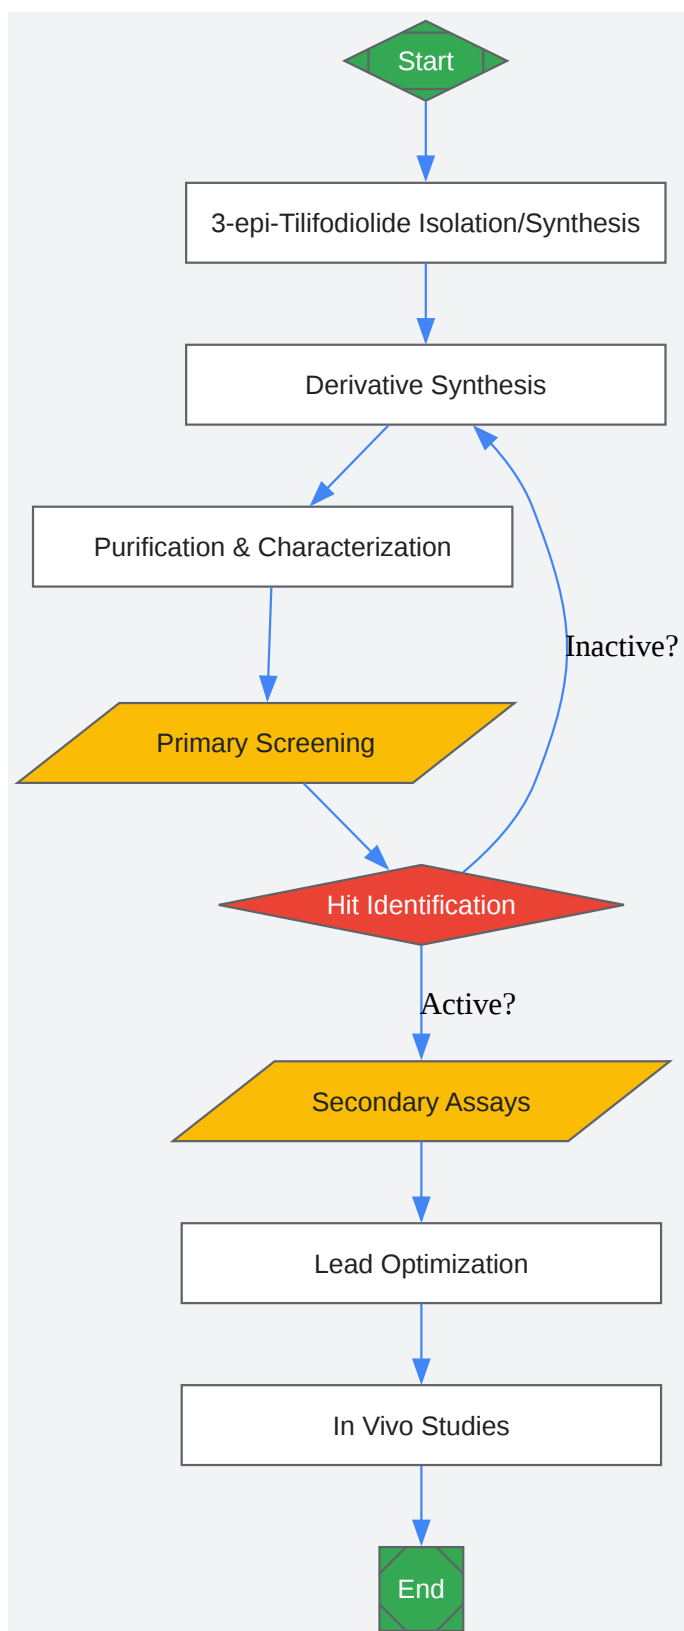 Start
3-epi-Tilifodiolide Isolation/Synthesis
Derivative Synthesis
Purification & Characterization
Inactive?
Primary Screening
Hit Identification
Active?
Secondary Assays
Lead Optimization
In Vivo Studies
End